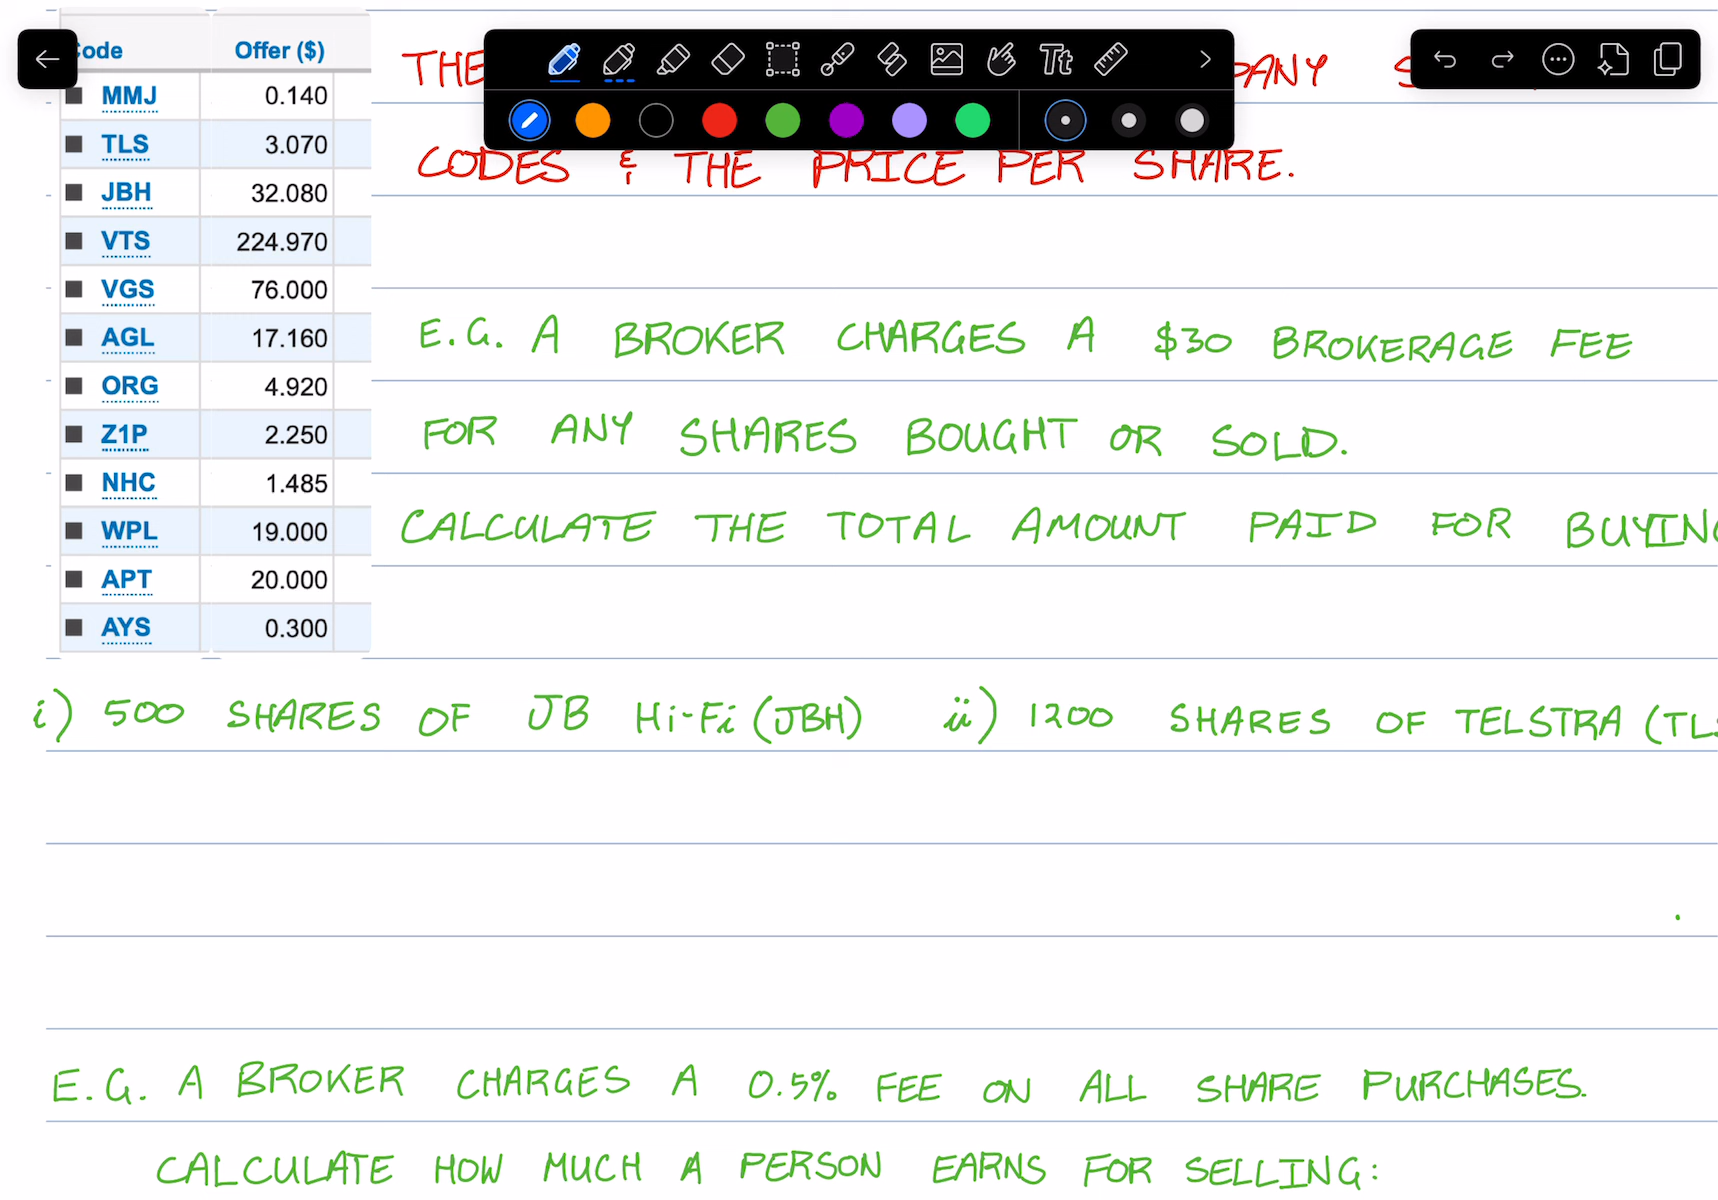 Code Offer ($)
MMJ 0.140
TLS 3.070
JBH 32.080
VTS 224.970
VGS 76.000
AGL 17.160
ORG 4.920
Z1P 2.250
NHC 1.485
WPL 19.000
APT 20.000
AYS 0.300
Tt
THE
CODES & THE PRICE PER SHARE.
E.G. A BROKER CHARGES A $30 BROKERAGE FEE
FOR ANY SHARES BOUGHT OR SOLD.
CALCULATE THE TOTAL AMOUNT PAID FOR BUYING
i) 500 SHARES OF JB Hi-Fi (JBH) ii) 1200 SHARES OF TELSTRA (TLS
E.G. A BROKER CHARGES A 0.5% FEE ON ALL SHARE PURCHASES.
CALCULATE HOW MUCH A PERSON EARNS FOR SELLING: